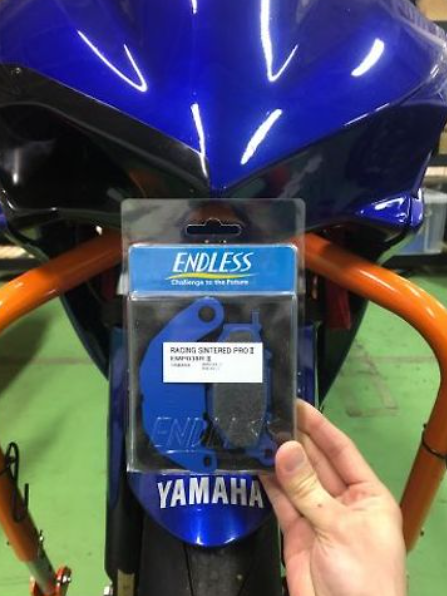 ENDLESS
Challenge to the Future
RACING SINTERED PRO II
ENDLESS
YAMAHA